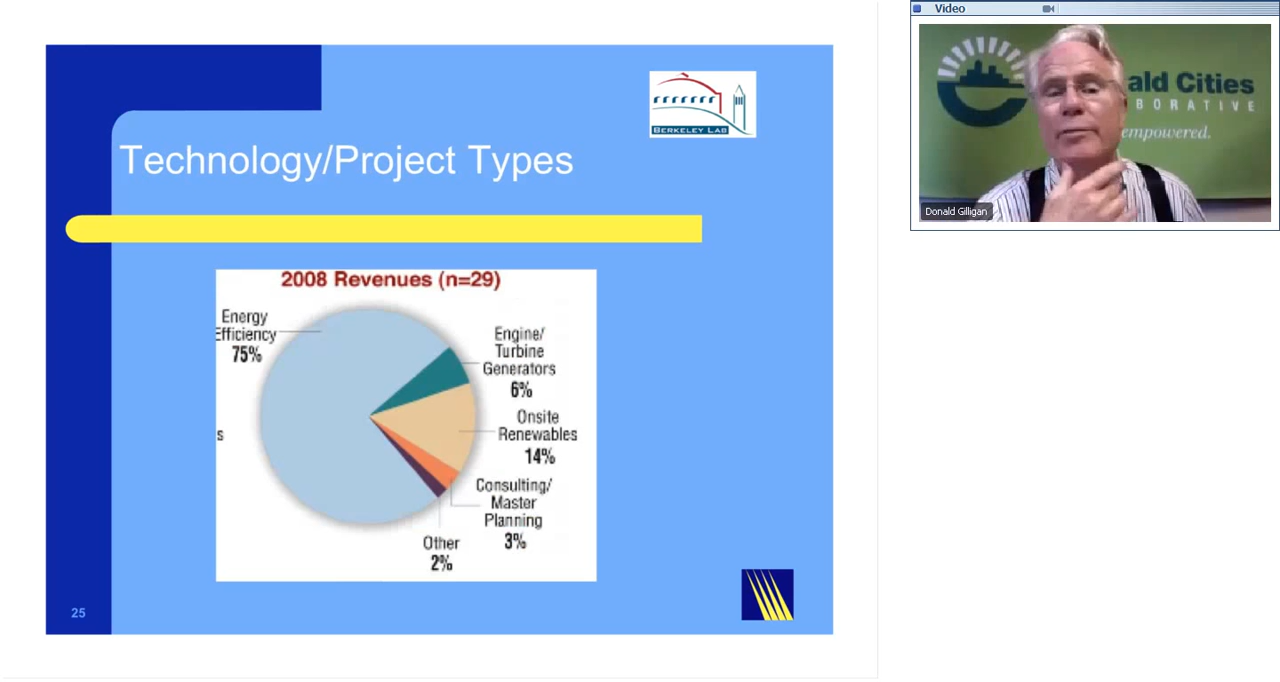 Video
ald Cities
BORATIVE
empowered.
Donald Gilligan
BERKELEY LAB
Technology/Project Types
2008 Revenues (n=29)
Energy
Efficiency
75%
Engine/
Turbine
Generators
6%
Onsite
Renewables
14%
s
Consulting/
Master
Planning
3%
Other
2%
25